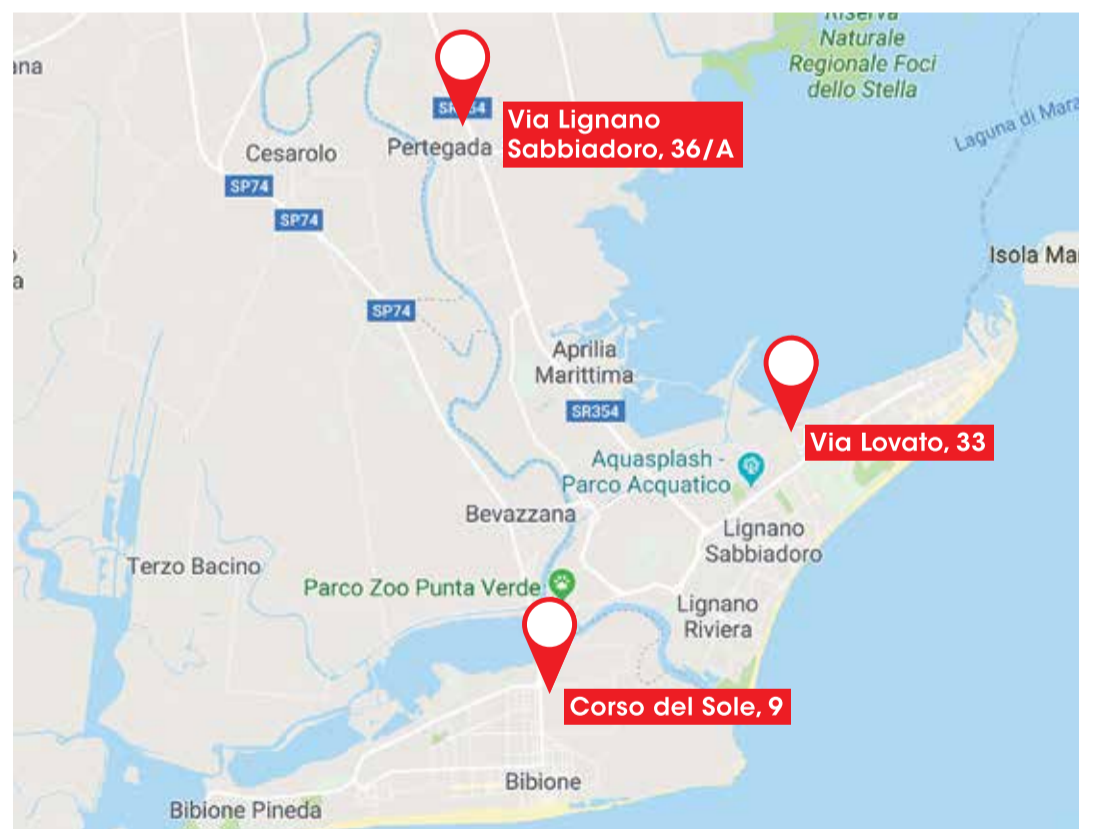 Riserva
Naturale
Regionale Foci
dello Stella
ana
SR354
Via Lignano
Sabbiadoro, 36/A
Laguna di Mara
Cesarolo
Pertegada
SP74
SP74
Isola Ma
a
SP74
Aprilia
Marittima
SR354
Via Lovato, 33
Aquasplash -
Parco Acquatico
Bevazzana
Lignano
Sabbiadoro
Terzo Bacino
Parco Zoo Punta Verde
Lignano
Riviera
Corso del Sole, 9
Bibione
Bibione Pineda